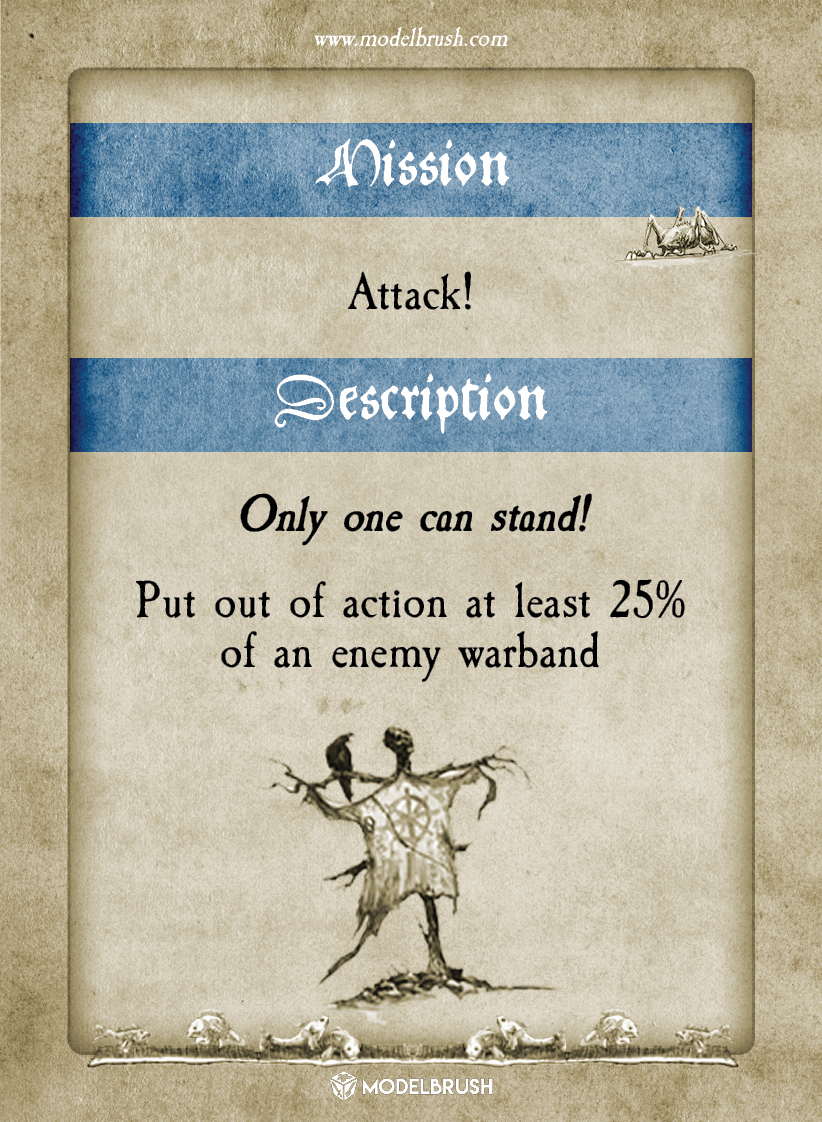 www.modelbrush.com
Mission
Attack!
Description
Only one can stand!
Put out of action at least 25%
of an enemy warband
MODELBRUSH